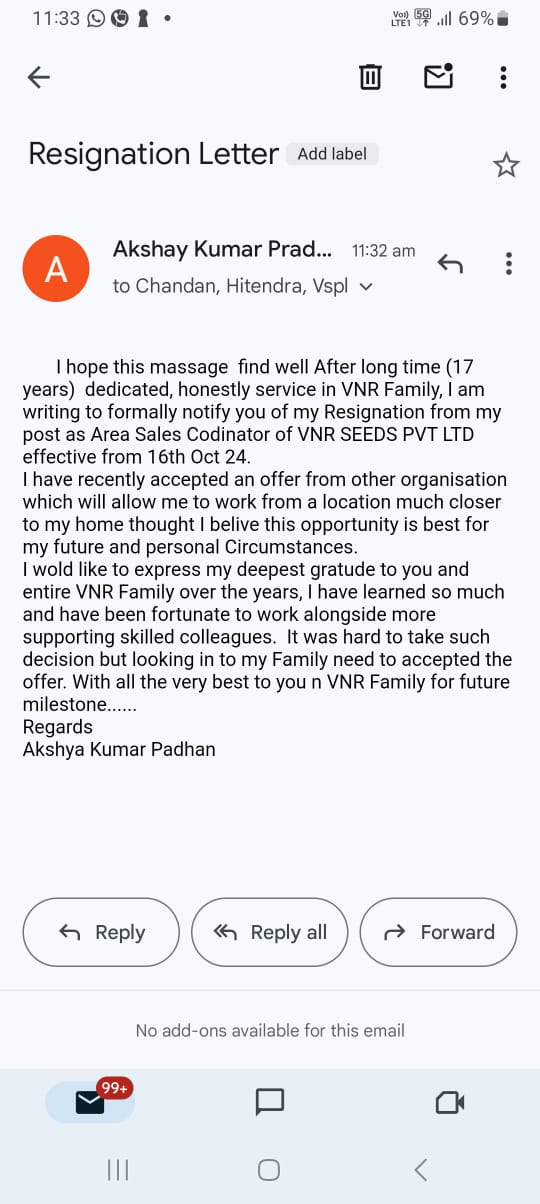 11:33
Vo) 5G
LTE1 69%
Resignation Letter Add label
A
Akshay Kumar Prad... 11:32 am
to Chandan, Hitendra, Vspl
I hope this massage find well After long time (17
years) dedicated, honestly service in VNR Family, I am
writing to formally notify you of my Resignation from my
post as Area Sales Codinator of VNR SEEDS PVT LTD
effective from 16th Oct 24.
I have recently accepted an offer from other organisation
which will allow me to work from a location much closer
to my home thought I belive this opportunity is best for
my future and personal Circumstances.
I wold like to express my deepest gratude to you and
entire VNR Family over the years, I have learned so much
and have been fortunate to work alongside more
supporting skilled colleagues. It was hard to take such
decision but looking in to my Family need to accepted the
offer. With all the very best to you n VNR Family for future
milestone......
Regards
Akshya Kumar Padhan
Reply Reply all Forward
No add-ons available for this email
99+